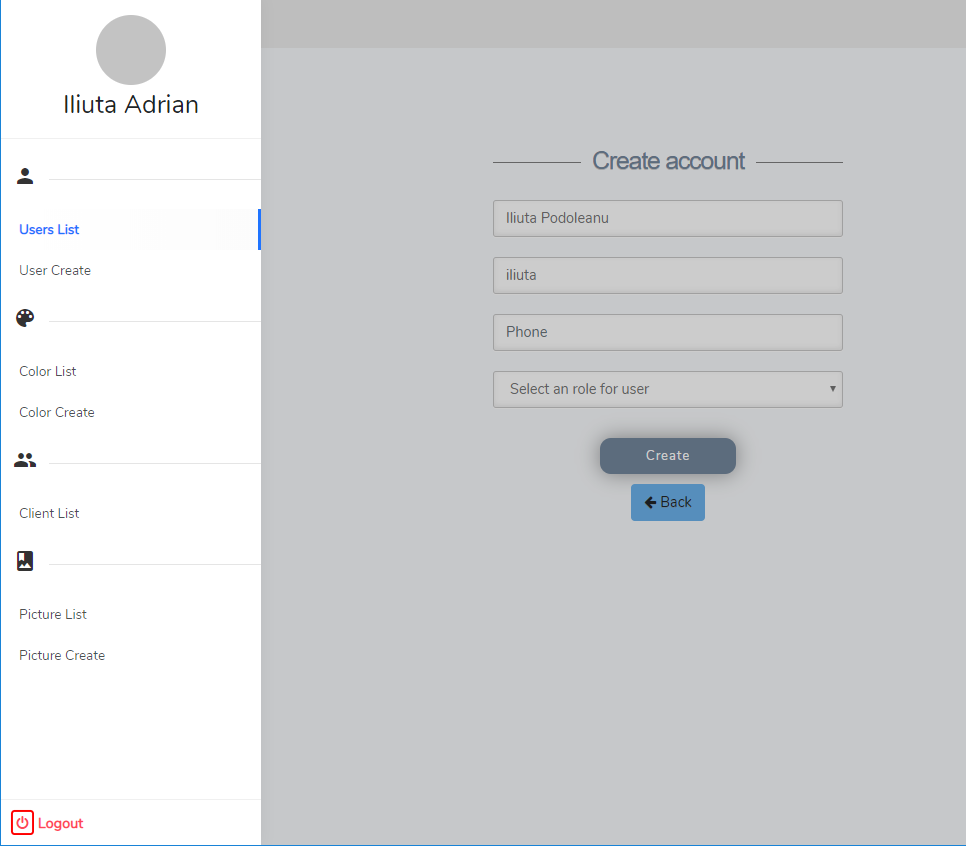 Iliuta Adrian
Users List
User Create
Color List
Color Create
Client List
Picture List
Picture Create
Logout
Create account
Iliuta Podoleanu
iliuta
Phone
Select an role for user
Create
Back